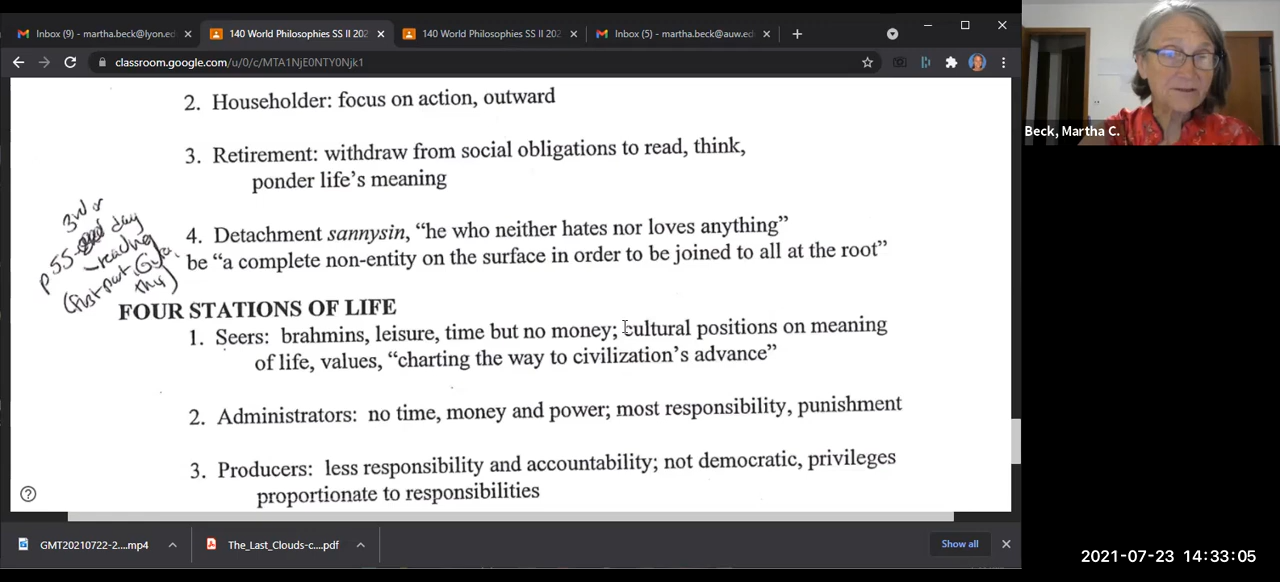 Inbox (9) - martha.beck@lyon.ed
140 World Philosophies SS II 202
140 World Philosophies SS II 202
Inbox (5) - martha.beck@auw.ed
classroom.google.com/u/0/c/MTA1NjE0NTY0Njk1
Beck, Martha C.
2. Householder: focus on action, outward
3. Retirement: withdraw from social obligations to read, think,
ponder life's meaning
3rd or
p 55 day
- reading
(first part,
4. Detachment sannysin, "he who neither hates nor loves anything"
be "a complete non-entity on the surface in order to be joined to all at the root"
FOUR STATIONS OF LIFE
1. Seers: brahmins, leisure, time but no money; cultural positions on meaning
of life, values, "charting the way to civilization's advance"
2. Administrators: no time, money and power; most responsibility, punishment
3. Producers: less responsibility and accountability; not democratic, privileges
proportionate to responsibilities
GMT20210722-2....mp4
The_Last_Clouds-c....pdf
Show all
2021-07-23 14:33:05